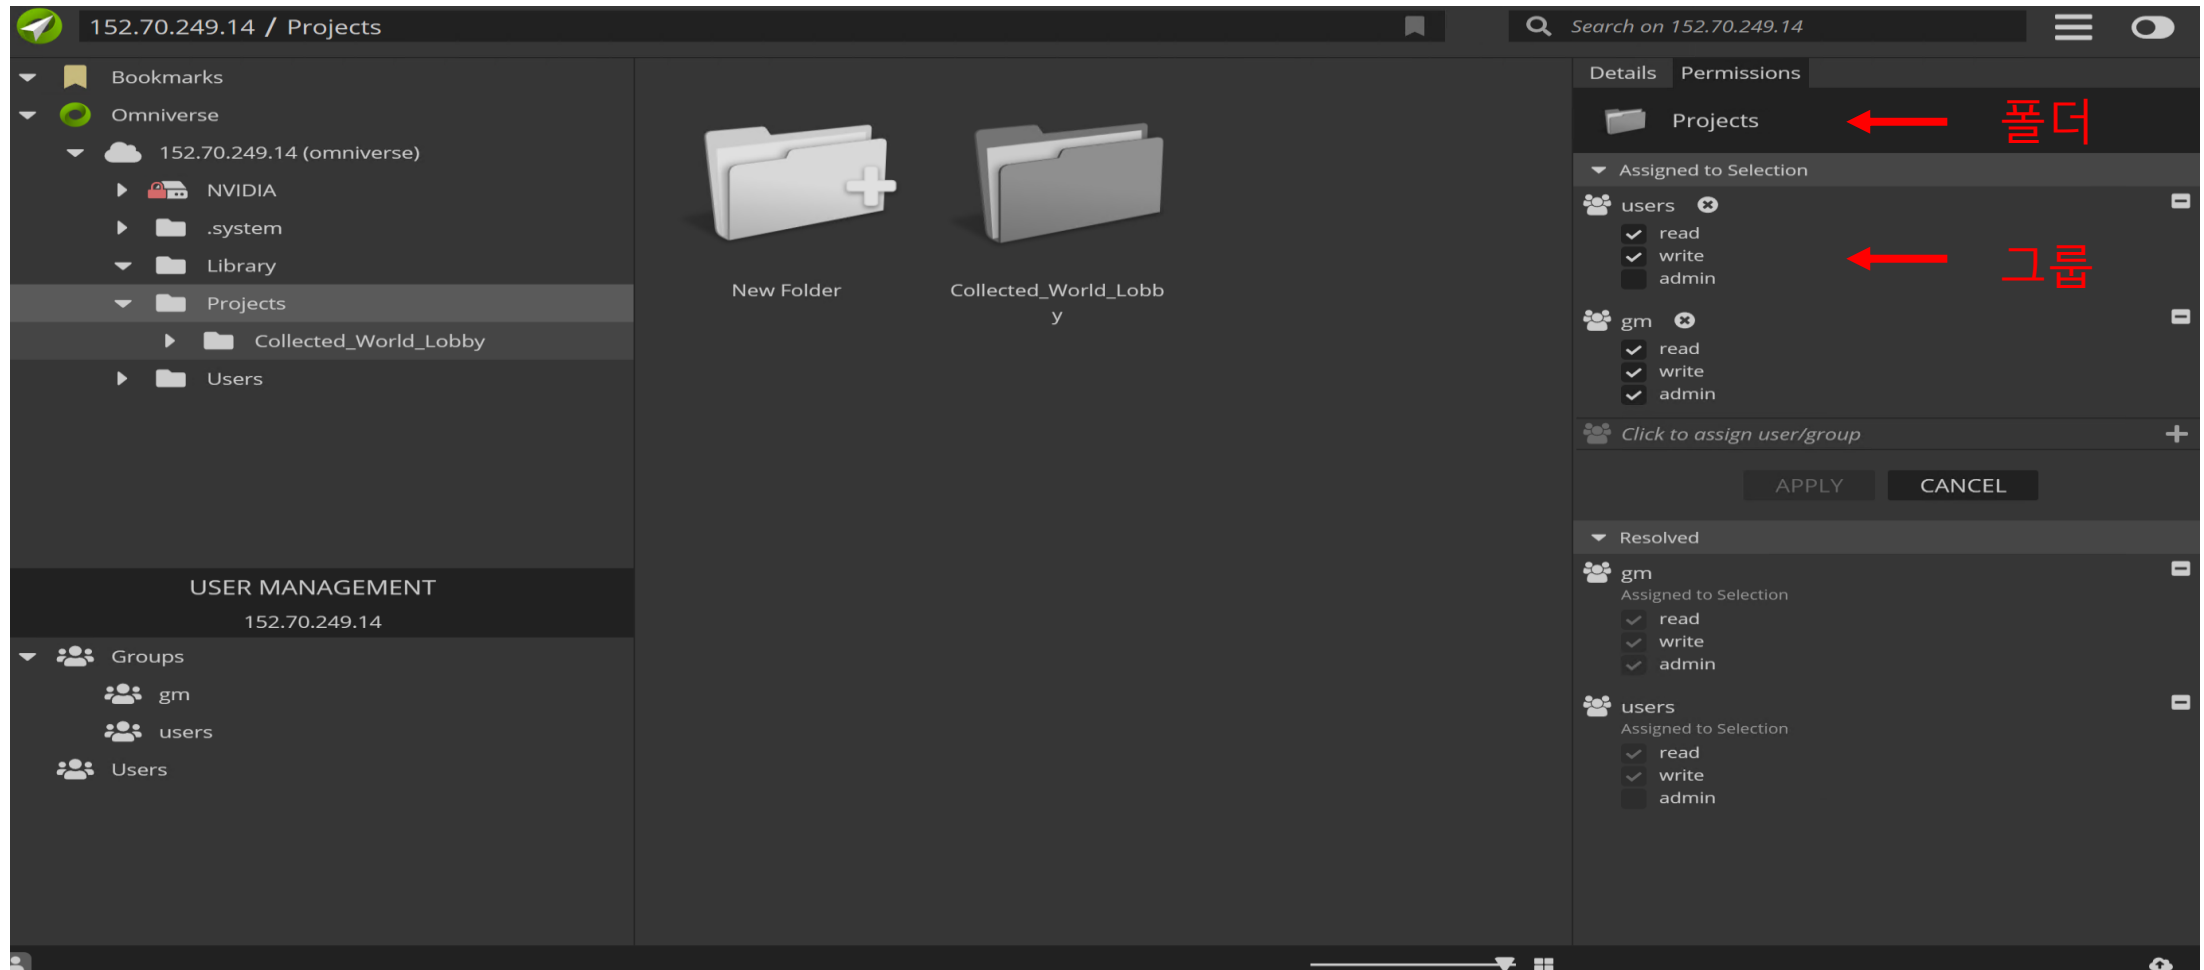 152.70.249.14 / Projects
Search on 152.70.249.14
Bookmarks
Omniverse
152.70.249.14 (omniverse)
NVIDIA
.system
Library
Projects
Collected_World_Lobby
Users
USER MANAGEMENT
152.70.249.14
Groups
gm
users
Users
New Folder
Collected_World_Lobb
y
Details Permissions
Projects 폴더
Assigned to Selection
users
read
write
admin
그룹
gm
read
write
admin
Click to assign user/group
APPLY CANCEL
Resolved
gm
Assigned to Selection
read
write
admin
users
Assigned to Selection
read
write
admin